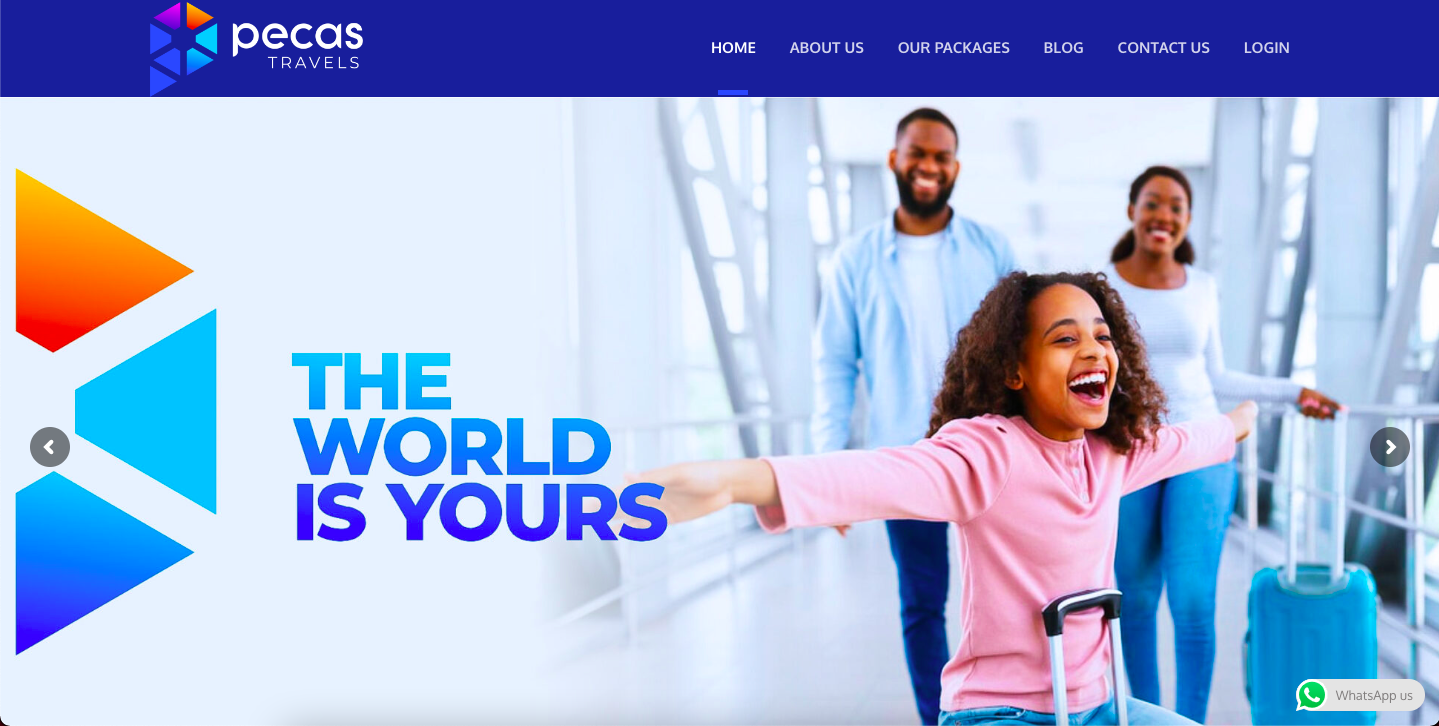 pecas
TRAVELS
HOME ABOUT US OUR PACKAGES BLOG CONTACT US LOGIN
THE
WORLD
IS YOURS
WhatsApp us